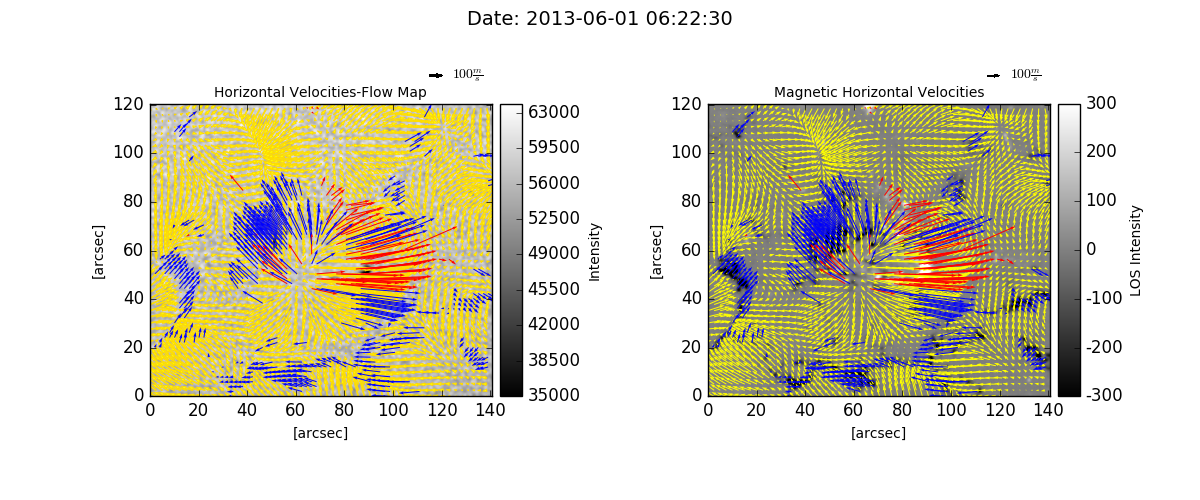 Date: 2013-06-01 06:22:30
100 m/s
100 m/s
Horizontal Velocities-Flow Map
Magnetic Horizontal Velocities
120
100
80
60
40
20
0
[arcsec]
0 20 40 60 80 100 120 140
[arcsec]
63000
59500
56000
52500
49000
45500
42000
38500
35000
Intensity
120
100
80
60
40
20
0
[arcsec]
0 20 40 60 80 100 120 140
[arcsec]
300
200
100
0
-100
-200
-300
LOS Intensity